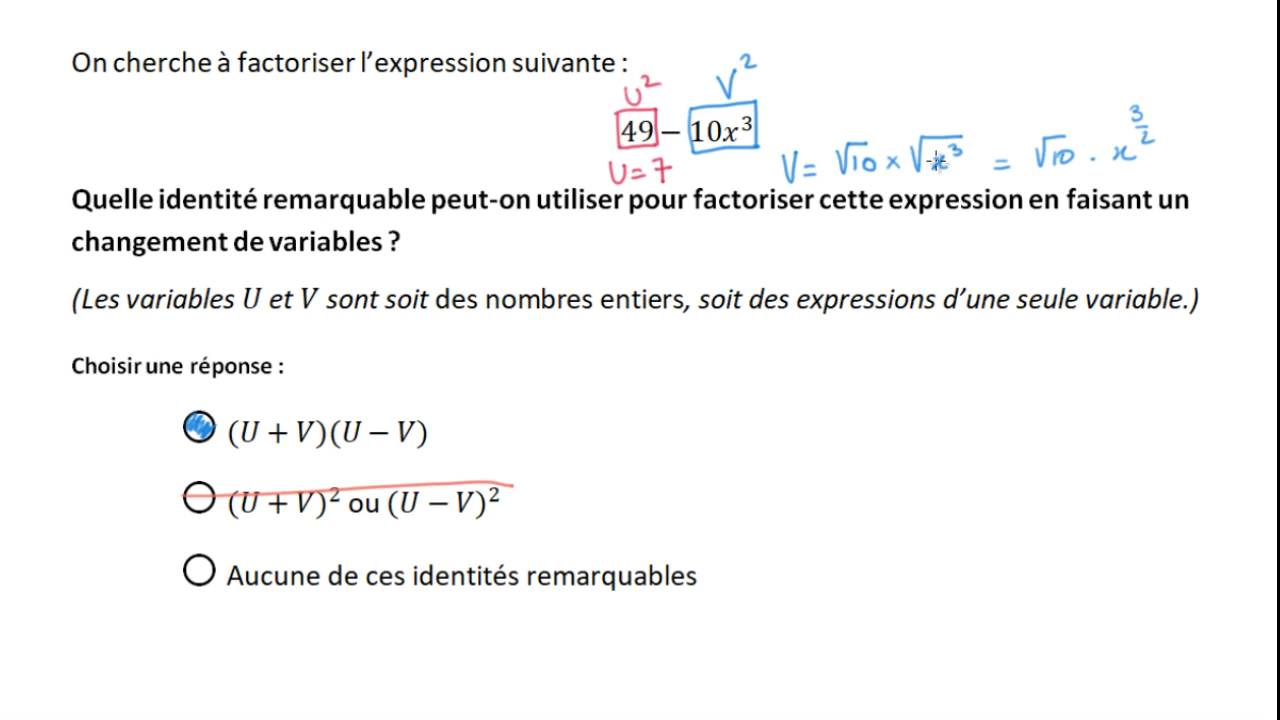 On cherche à factoriser l'expression suivante :
U² V²
49 − 10x³
U = 7 V = √10 × √x³ = √10 · x^(3/2)
Quelle identité remarquable peut-on utiliser pour factoriser cette expression en faisant un
changement de variables ?
(Les variables U et V sont soit des nombres entiers, soit des expressions d'une seule variable.)
Choisir une réponse :
(U + V)(U − V)
(U + V)² ou (U − V)²
Aucune de ces identités remarquables